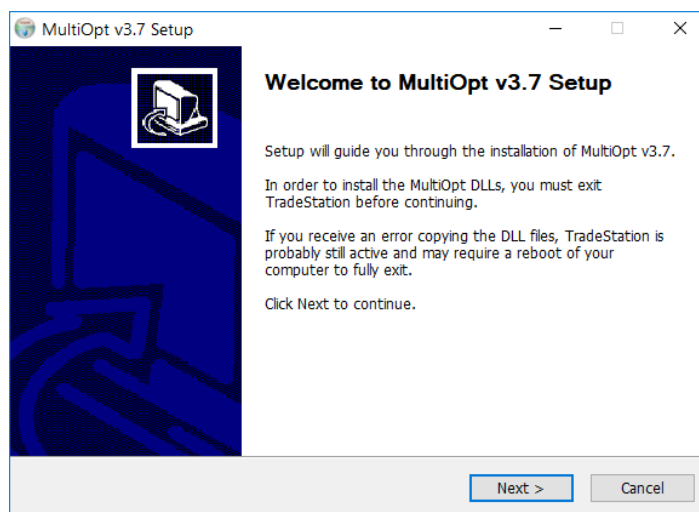 MultiOpt v3.7 Setup
Welcome to MultiOpt v3.7 Setup
Setup will guide you through the installation of MultiOpt v3.7.
In order to install the MultiOpt DLLs, you must exit
TradeStation before continuing.
If you receive an error copying the DLL files, TradeStation is
probably still active and may require a reboot of your
computer to fully exit.
Click Next to continue.
Next >
Cancel